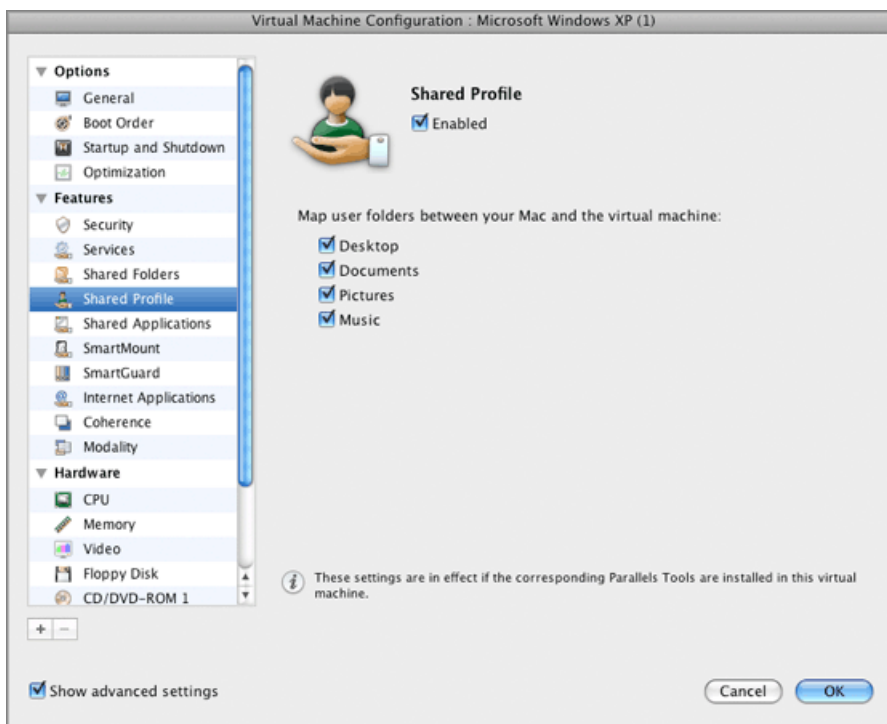 Virtual Machine Configuration : Microsoft Windows XP (1)
Options
General
Boot Order
Startup and Shutdown
Optimization
Features
Security
Services
Shared Folders
Shared Profile
Shared Applications
SmartMount
SmartGuard
Internet Applications
Coherence
Modality
Hardware
CPU
Memory
Video
Floppy Disk
CD/DVD-ROM 1
Shared Profile
Enabled
Map user folders between your Mac and the virtual machine:
Desktop
Documents
Pictures
Music
These settings are in effect if the corresponding Parallels Tools are installed in this virtual
machine.
Show advanced settings
Cancel
OK